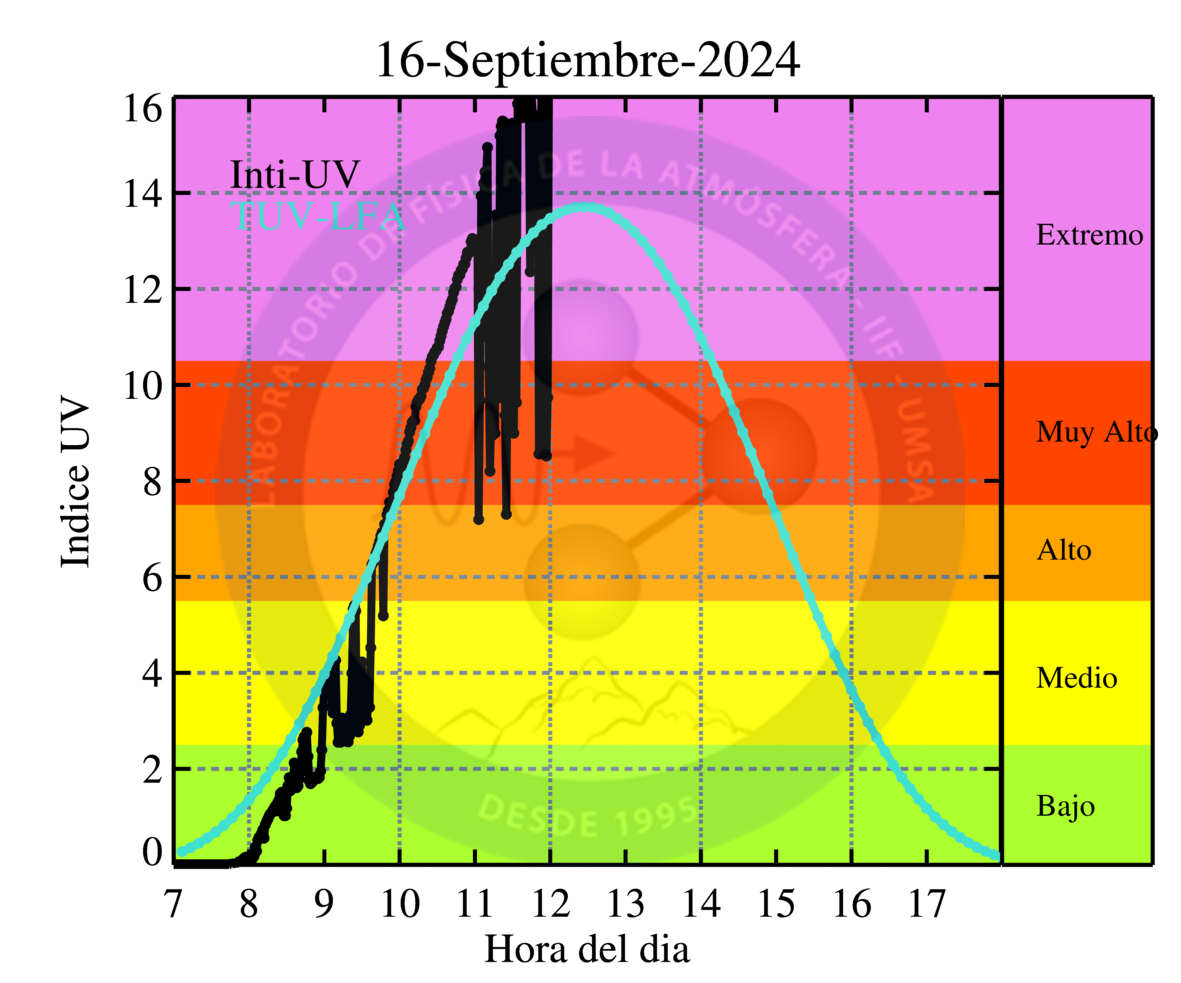 16-Septiembre-2024
Inti-UV
TUV-LFA
LABORATORIO DE FÍSICA DE LA ATMÓSFERA - IIF - UMSA
DESDE 1995
Indice UV
16
14
12
10
8
6
4
2
0
Extremo
Muy Alto
Alto
Medio
Bajo
7 8 9 10 11 12 13 14 15 16 17
Hora del dia